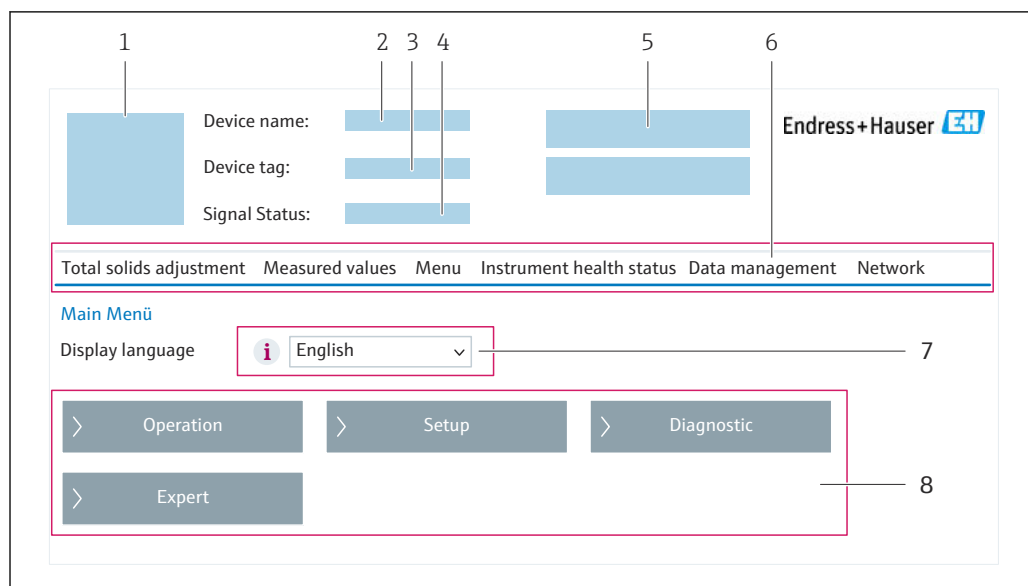 1 2 3 4 5 6
Device name:
Endress+Hauser EH
Device tag:
Signal Status:
Total solids adjustment Measured values Menu Instrument health status Data management Network
Main Menü
Display language i English 7
Operation Setup Diagnostic
Expert 8